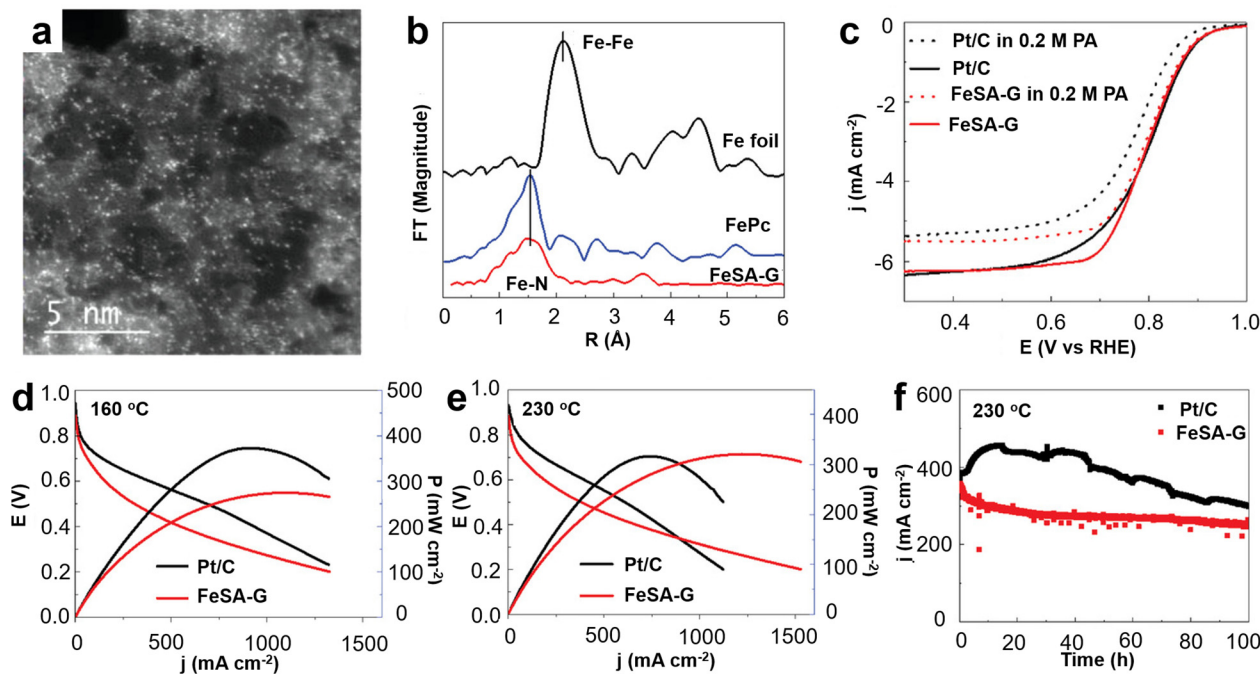 a
5 nm
b
Fe-Fe
Fe foil
FePc
FeSA-G
Fe-N
FT (Magnitude)
0 1 2 3 4 5 6
R (Å)
c
Pt/C in 0.2 M PA
Pt/C
FeSA-G in 0.2 M PA
FeSA-G
j (mA cm⁻²)
0
-2
-4
-6
0.4 0.6 0.8 1.0
E (V vs RHE)
d
160 °C
E (V)
1.0
0.8
0.6
0.4
0.2
0.0
500
400
300
200
100
0
P (mW cm⁻²)
Pt/C
FeSA-G
0 500 1000 1500
j (mA cm⁻²)
e
230 °C
E (V)
1.0
0.8
0.6
0.4
0.2
0.0
400
300
200
100
0
P (mW cm⁻²)
Pt/C
FeSA-G
0 500 1000 1500
j (mA cm⁻²)
f
230 °C
Pt/C
FeSA-G
j (mA cm⁻²)
600
400
200
0
0 20 40 60 80 100
Time (h)